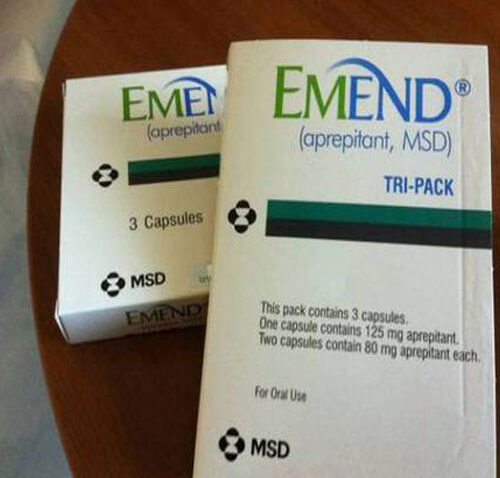 EME
(aprepitant
3 Capsules
MSD
EMEND
EMEND®
(aprepitant, MSD)
TRI-PACK
This pack contains 3 capsules.
One capsule contains 125 mg aprepitant.
Two capsules contain 80 mg aprepitant each.
For Oral Use
MSD